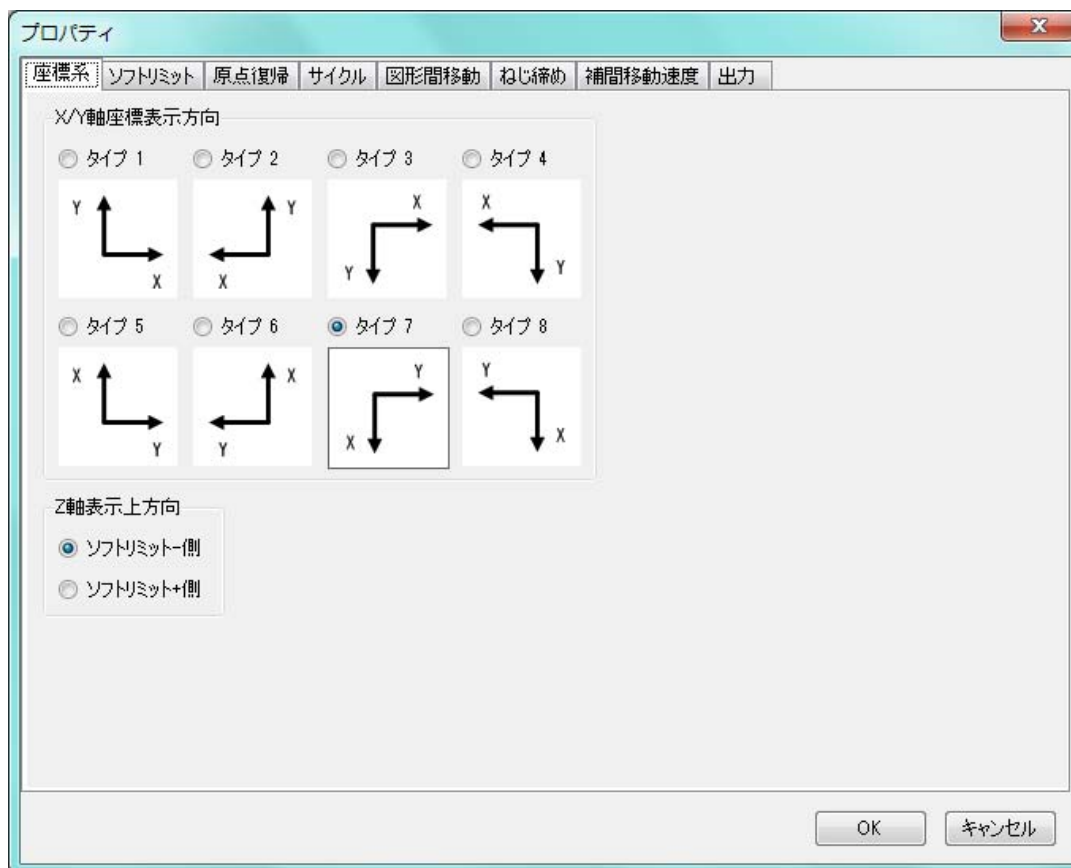 プロパティ
座標系 ソフトリミット 原点復帰 サイクル 図形間移動 ねじ締め 補間移動速度 出力
X/Y軸座標表示方向
タイプ 1 タイプ 2 タイプ 3 タイプ 4
Y X
Y X
X Y
X Y
タイプ 5 タイプ 6 タイプ 7 タイプ 8
X Y
X Y
Y X
Y X
Z軸表示上方向
ソフトリミット-側
ソフトリミット+側
OK キャンセル